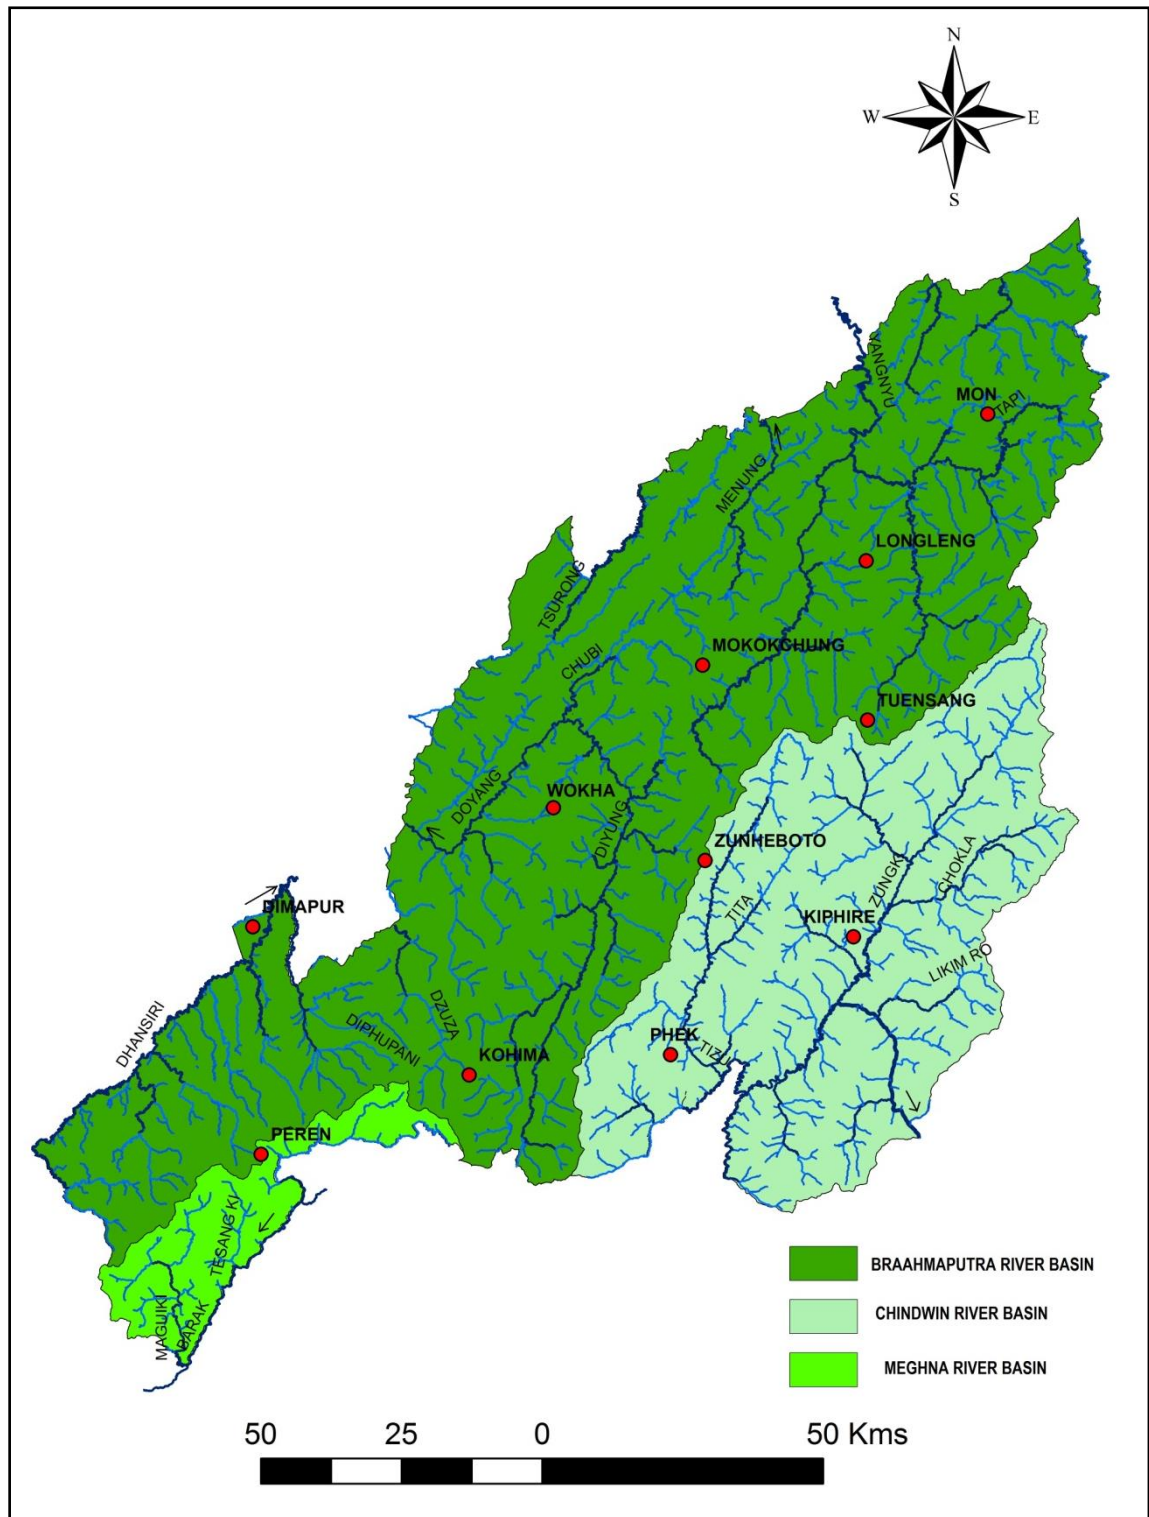 N
W E
S
YANGNYU
MON
TAPI
MENUNG
LONGLENG
TSURONG
MOKOKCHUNG
CHUBI
TUENSANG
DOYANG
WOKHA
DIYUNG
ZUNHEBOTO
CHOKLA
ZUNGKI
TITA
KIPHIRE
DIMAPUR
LIKIM RO
DHANSIRI
DZUZA
DIPHUPANI
KOHIMA
PHEK
TIZU
PEREN
TESANG KI
BARAK
BRAAHMAPUTRA RIVER BASIN
CHINDWIN RIVER BASIN
MEGHNA RIVER BASIN
50 25 0 50 Kms